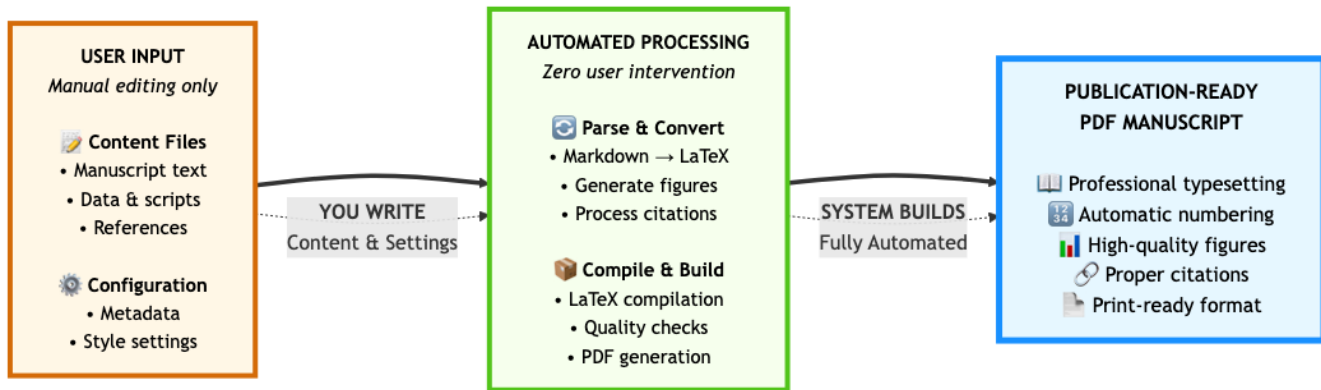 USER INPUT
Manual editing only
📝 Content Files
• Manuscript text
• Data & scripts
• References
⚙️ Configuration
• Metadata
• Style settings
YOU WRITE
Content & Settings
AUTOMATED PROCESSING
Zero user intervention
🔄 Parse & Convert
• Markdown → LaTeX
• Generate figures
• Process citations
📦 Compile & Build
• LaTeX compilation
• Quality checks
• PDF generation
SYSTEM BUILDS
Fully Automated
PUBLICATION-READY
PDF MANUSCRIPT
📖 Professional typesetting
🔢 Automatic numbering
📊 High-quality figures
🔗 Proper citations
📄 Print-ready format